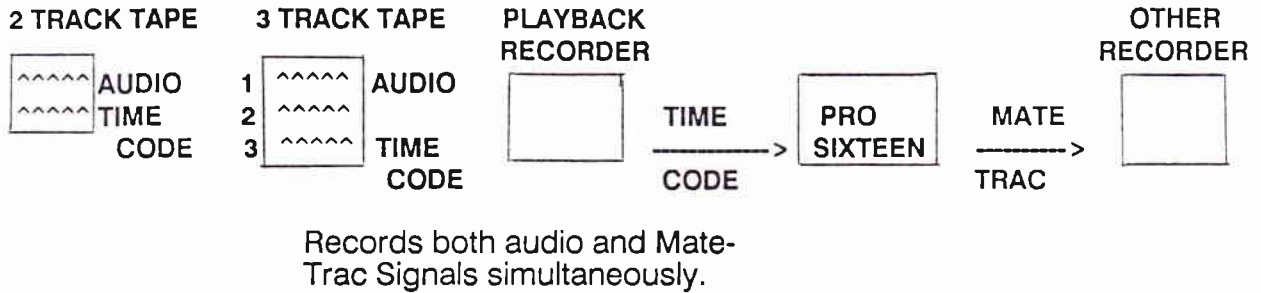 2 TRACK TAPE
^^^^^ AUDIO
^^^^^ TIME
CODE
3 TRACK TAPE
1 ^^^^^ AUDIO
2 ^^^^^
3 ^^^^^ TIME
CODE
PLAYBACK
RECORDER
TIME
----------->
CODE
PRO
SIXTEEN
MATE
---------->
TRAC
OTHER
RECORDER
Records both audio and Mate-
Trac Signals simultaneously.